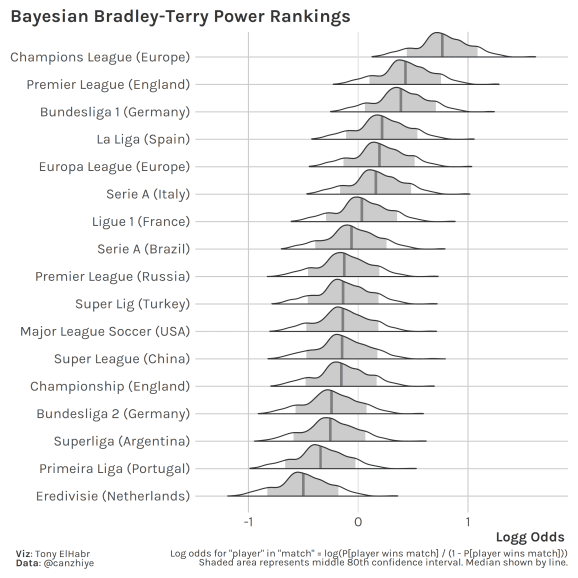 Bayesian Bradley-Terry Power Rankings
Champions League (Europe)
Premier League (England)
Bundesliga 1 (Germany)
La Liga (Spain)
Europa League (Europe)
Serie A (Italy)
Ligue 1 (France)
Serie A (Brazil)
Premier League (Russia)
Super Lig (Turkey)
Major League Soccer (USA)
Super League (China)
Championship (England)
Bundesliga 2 (Germany)
Superliga (Argentina)
Primeira Liga (Portugal)
Eredivisie (Netherlands)
-1 0 1
Logg Odds
Viz: Tony ElHabr
Data: @canzhiye
Log odds for "player" in "match" = log(P[player wins match] / (1 - P[player wins match]))
Shaded area represents middle 80th confidence interval. Median shown by line.